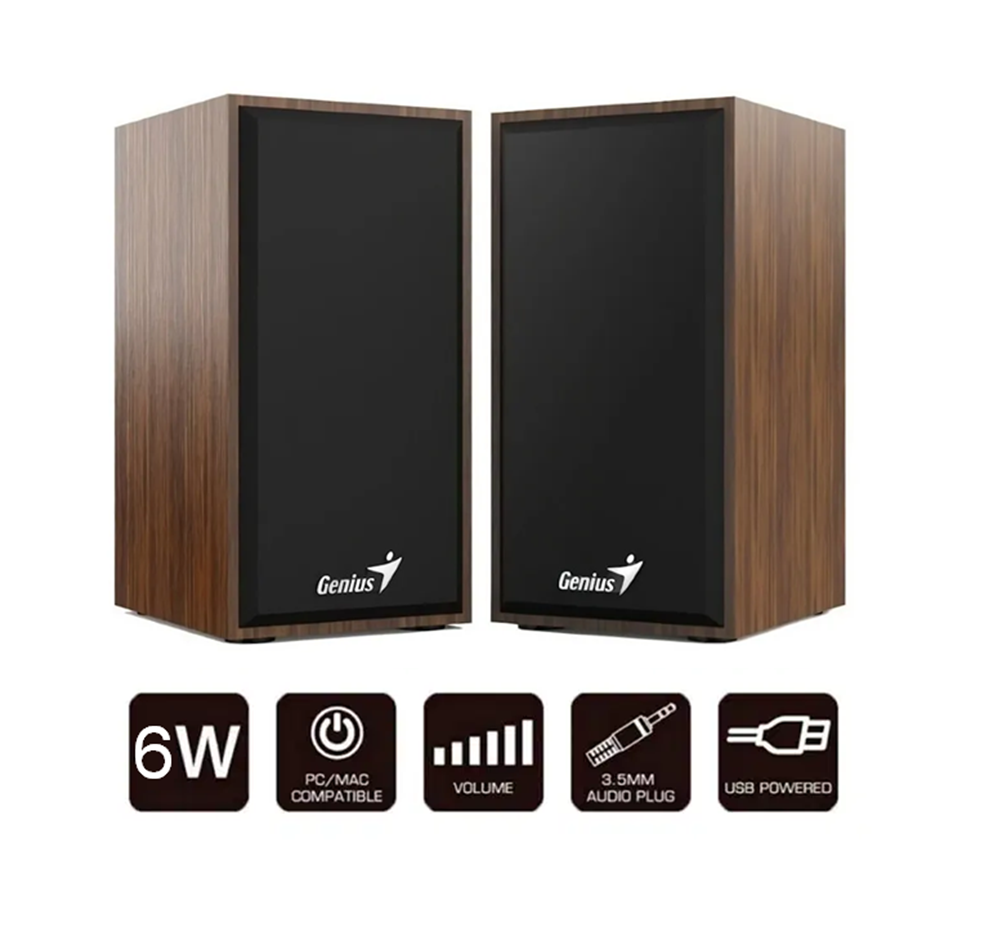 Genius
Genius
6W
PC/MAC
COMPATIBLE
VOLUME
3.5MM
AUDIO PLUG
USB POWERED